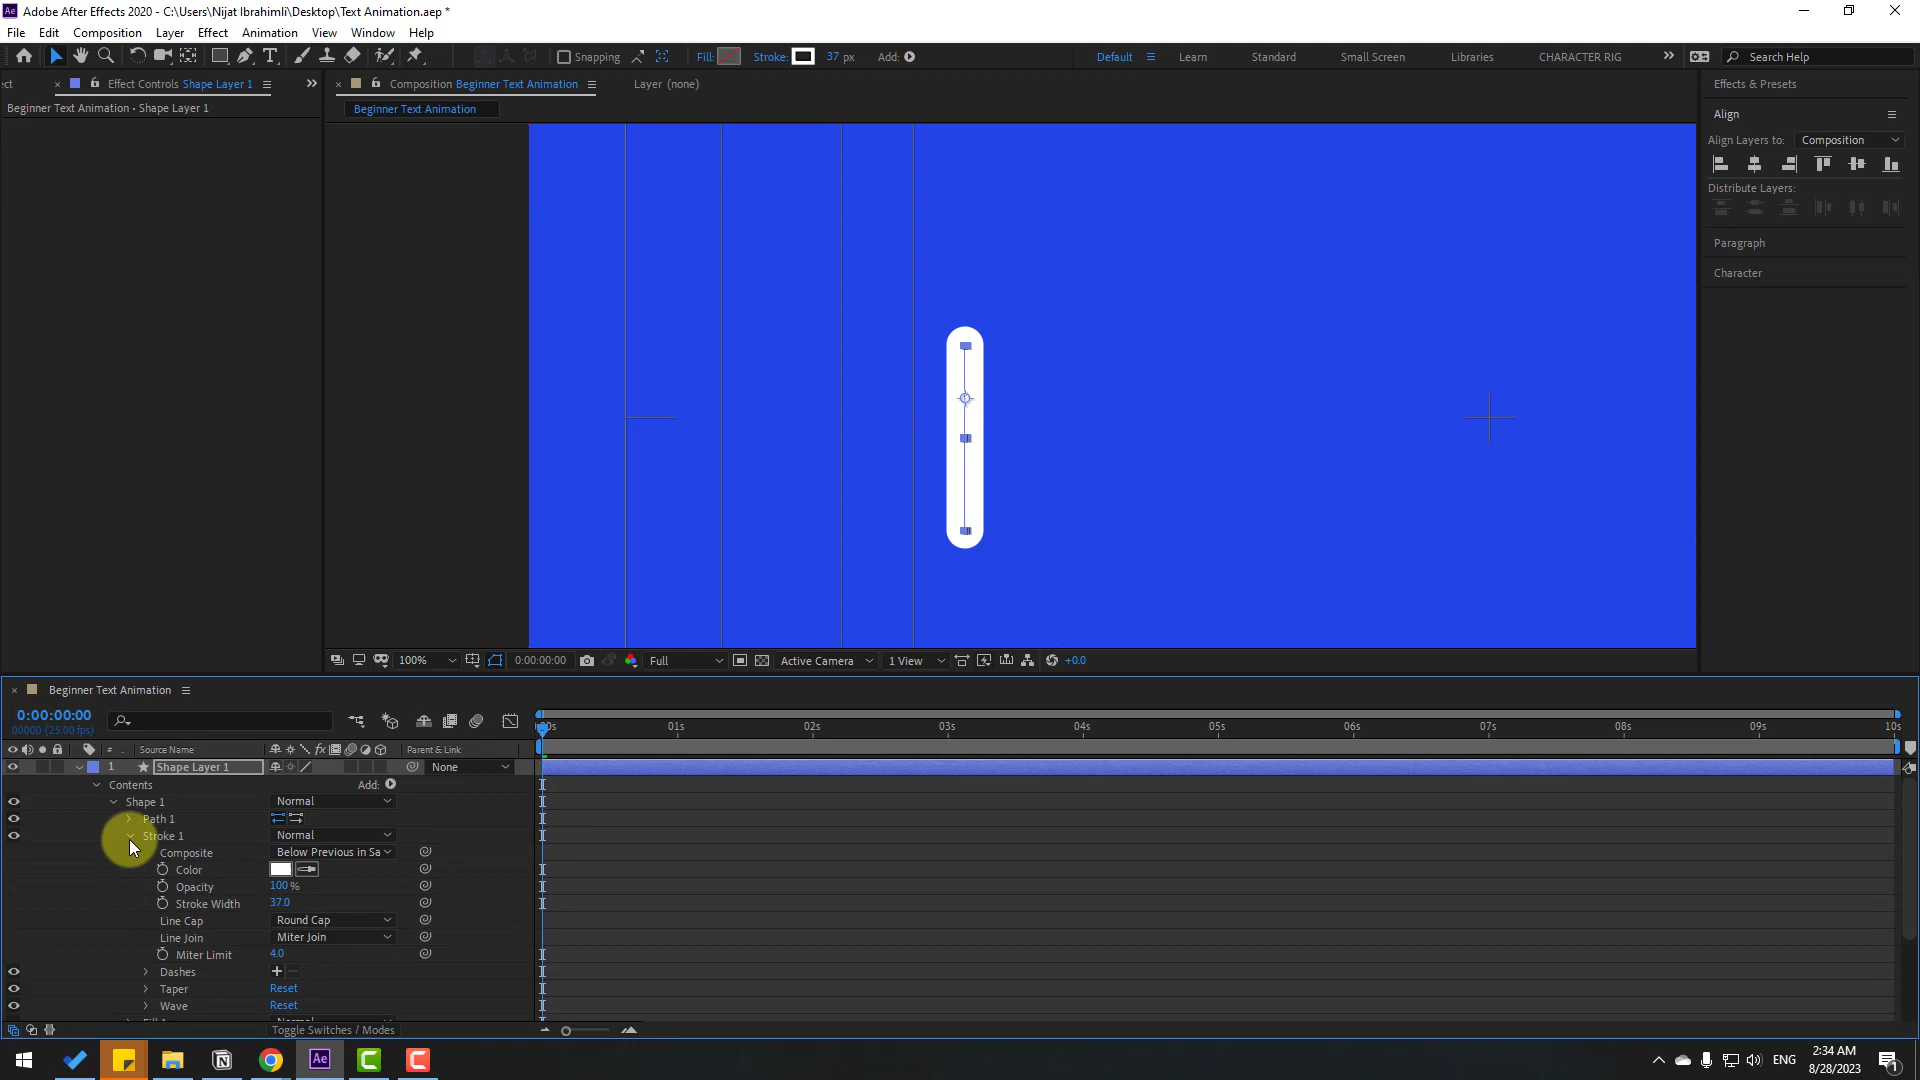 Adobe After Effects 2020 - C:\Users\Nijat Ibrahimli\Desktop\Text Animation.aep *
File Edit Composition Layer Effect Animation View Window Help
Snapping Fill: Stroke: 37 px Add: Default Learn Standard Small Screen Libraries CHARACTER RIG Search Help
ect Effect Controls Shape Layer 1 Composition Beginner Text Animation Layer (none) Effects & Presets
Beginner Text Animation • Shape Layer 1
Beginner Text Animation
Align
Align Layers to: Composition
Distribute Layers:
Paragraph
Character
100% 0:00:00:00 Full Active Camera 1 View +0.0
Beginner Text Animation
0:00:00:00
00000 (25.00 fps)
:00s 01s 02s 03s 04s 05s 06s 07s 08s 09s 10s
# . Source Name fx Parent & Link
1 Shape Layer 1 None
Contents Add:
Shape 1 Normal
Path 1
Stroke 1 Normal
Composite Below Previous in Sa
Color
Opacity 100 %
Stroke Width 37.0
Line Cap Round Cap
Line Join Miter Join
Miter Limit 4.0
Dashes
Taper Reset
Wave Reset
Toggle Switches / Modes
Ae ENG 2:34 AM
8/28/2023 1